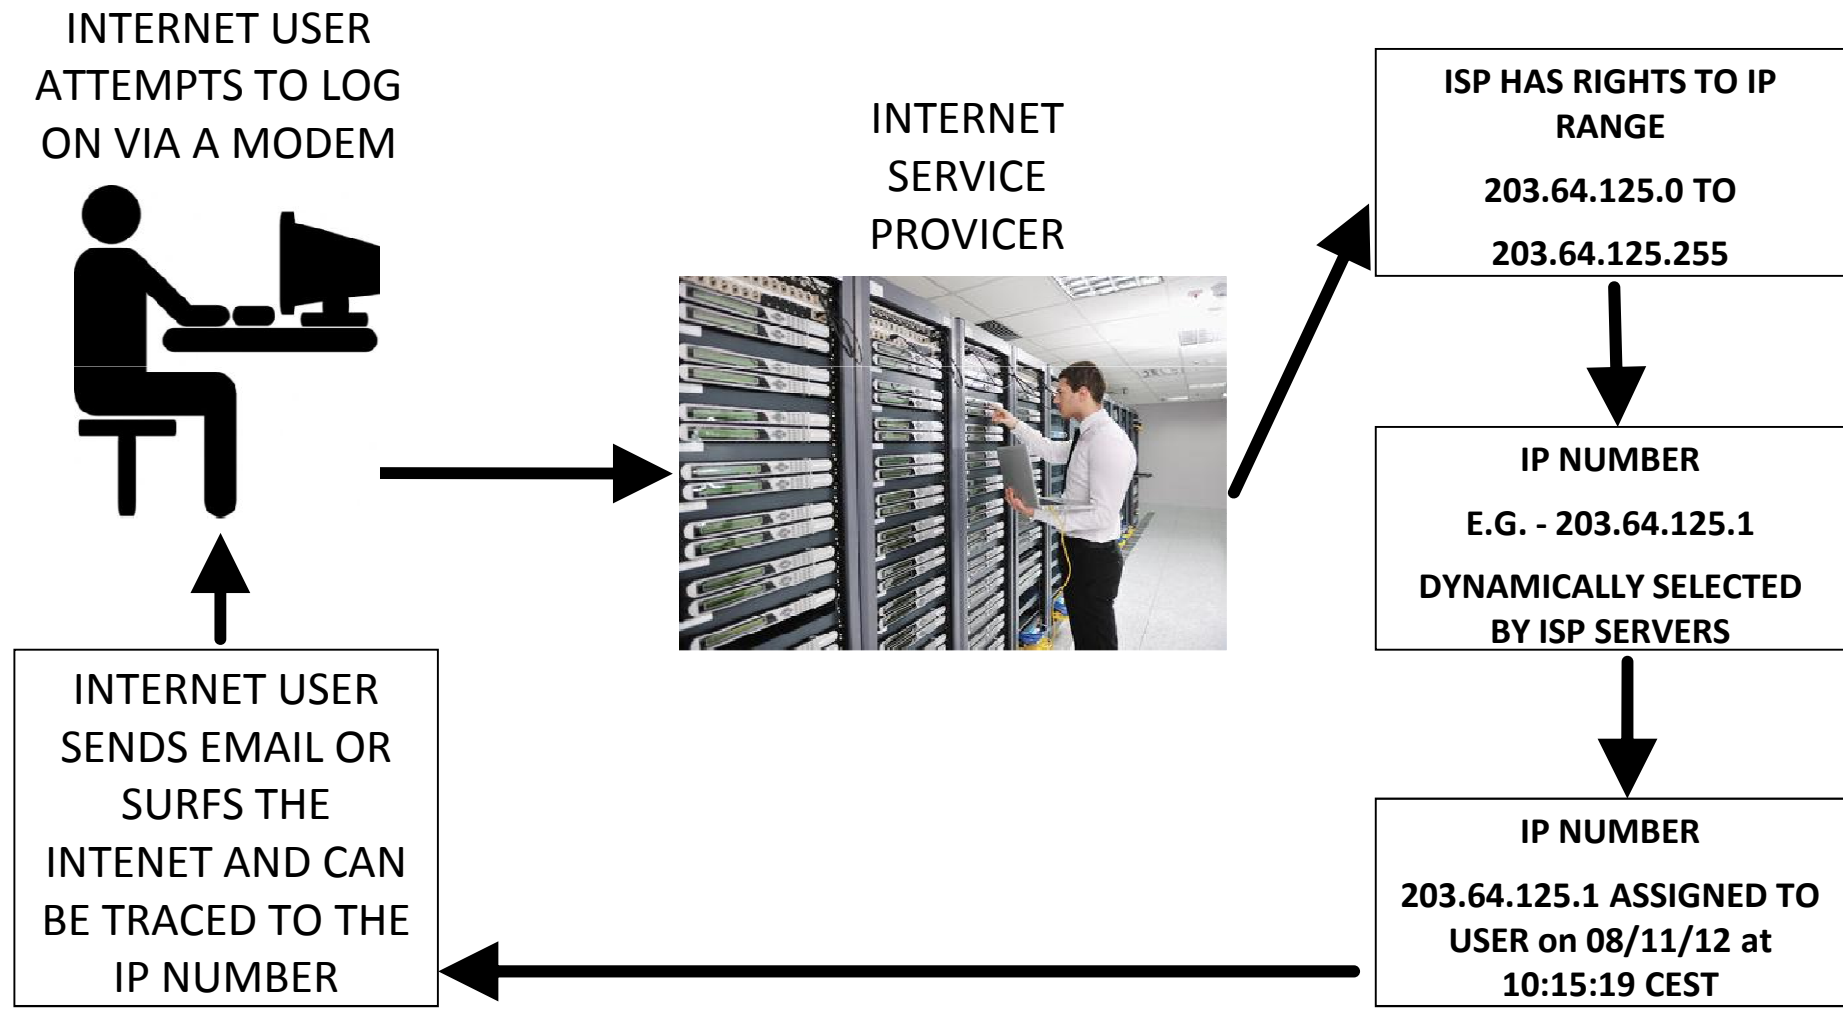 INTERNET USER
ATTEMPTS TO LOG
ON VIA A MODEM
INTERNET
SERVICE
PROVICER
ISP HAS RIGHTS TO IP
RANGE
203.64.125.0 TO
203.64.125.255
IP NUMBER
E.G. - 203.64.125.1
DYNAMICALLY SELECTED
BY ISP SERVERS
IP NUMBER
203.64.125.1 ASSIGNED TO
USER on 08/11/12 at
10:15:19 CEST
INTERNET USER
SENDS EMAIL OR
SURFS THE
INTENET AND CAN
BE TRACED TO THE
IP NUMBER